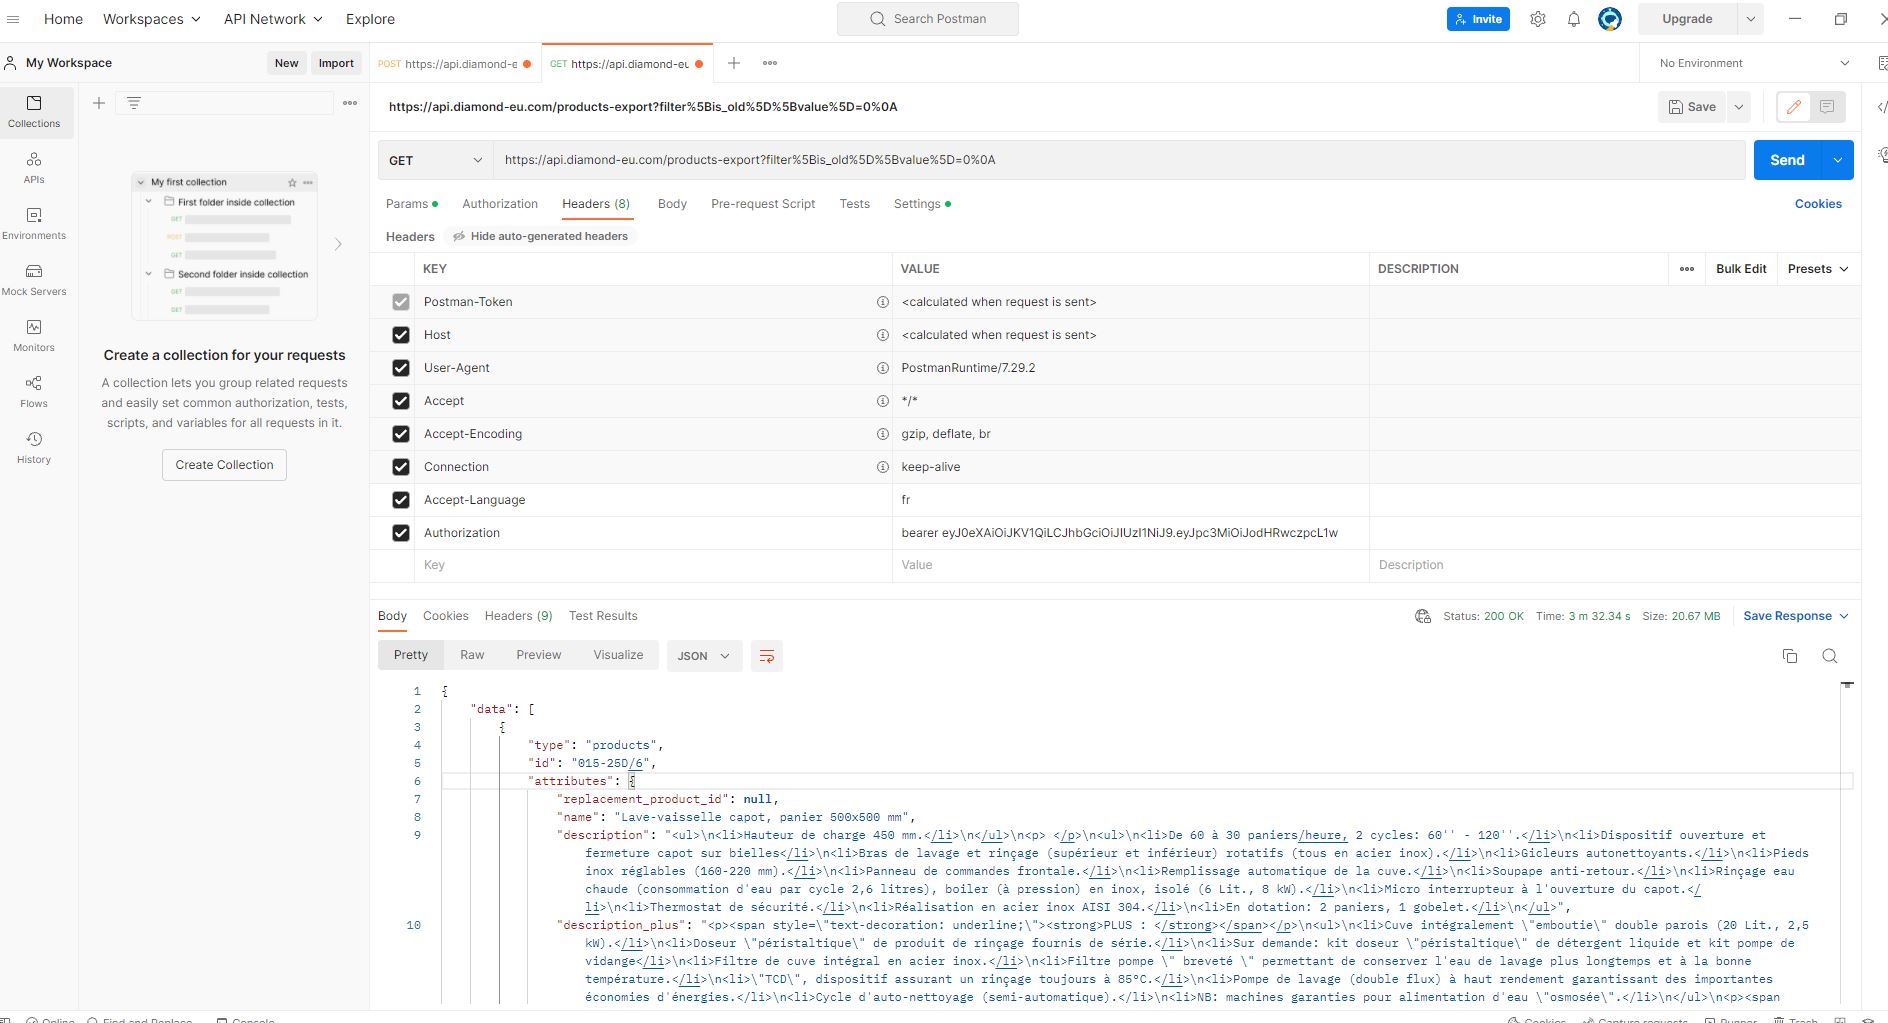 Home Workspaces API Network Explore
Search Postman
Invite Upgrade
My Workspace New Import
POST https://api.diamond-e GET https://api.diamond-eu
No Environment
https://api.diamond-eu.com/products-export?filter%5Bis_old%5D%5Bvalue%5D=0%0A
Save
GET https://api.diamond-eu.com/products-export?filter%5Bis_old%5D%5Bvalue%5D=0%0A
Send
Params Authorization Headers (8) Body Pre-request Script Tests Settings
Cookies
Headers Hide auto-generated headers
KEY VALUE DESCRIPTION Bulk Edit Presets
Postman-Token <calculated when request is sent>
Host <calculated when request is sent>
User-Agent PostmanRuntime/7.29.2
Accept */*
Accept-Encoding gzip, deflate, br
Connection keep-alive
Accept-Language fr
Authorization bearer eyJ0eXAiOiJKV1QiLCJhbGciOiJIUzI1NiJ9.eyJpc3MiOiJodHRwczpcL1w
Key Value Description
Collections
APIs
Environments
Mock Servers
Monitors
Flows
History
My first collection
First folder inside collection
GET
POST
GET
Second folder inside collection
GET
GET
Create a collection for your requests
A collection lets you group related requests
and easily set common authorization, tests,
scripts, and variables for all requests in it.
Create Collection
Body Cookies Headers (9) Test Results
Status: 200 OK Time: 3 m 32.34 s Size: 20.67 MB Save Response
Pretty Raw Preview Visualize JSON
1 {
2 "data": [
3 {
4 "type": "products",
5 "id": "015-25D/6",
6 "attributes": {
7 "replacement_product_id": null,
8 "name": "Lave-vaisselle capot, panier 500x500 mm",
9 "description": "<ul>\n<li>Hauteur de charge 450 mm.</li>\n</ul>\n<p> </p>\n<ul>\n<li>De 60 à 30 paniers/heure, 2 cycles: 60'' - 120''.</li>\n<li>Dispositif ouverture et
fermeture capot sur bielles</li>\n<li>Bras de lavage et rinçage (supérieur et inférieur) rotatifs (tous en acier inox).</li>\n<li>Gicleurs autonettoyants.</li>\n<li>Pieds
inox réglables (160-220 mm).</li>\n<li>Panneau de commandes frontale.</li>\n<li>Remplissage automatique de la cuve.</li>\n<li>Soupape anti-retour.</li>\n<li>Rinçage eau
chaude (consommation d'eau par cycle 2,6 litres), boiler (à pression) en inox, isolé (6 Lit., 8 kW).</li>\n<li>Micro interrupteur à l'ouverture du capot.</
li>\n<li>Thermostat de sécurité.</li>\n<li>Réalisation en acier inox AISI 304.</li>\n<li>En dotation: 2 paniers, 1 gobelet.</li>\n</ul>",
10 "description_plus": "<p><span style=\"text-decoration: underline;\"><strong>PLUS : </strong></span></p>\n<ul>\n<li>Cuve intégralement \"emboutie\" double parois (20 Lit., 2,5
kW).</li>\n<li>Doseur \"péristaltique\" de produit de rinçage fournis de série.</li>\n<li>Sur demande: kit doseur \"péristaltique\" de détergent liquide et kit pompe de
vidange</li>\n<li>Filtre de cuve intégral en acier inox.</li>\n<li>Filtre pompe \" breveté \" permettant de conserver l'eau de lavage plus longtemps et à la bonne
température.</li>\n<li>\"TCD\", dispositif assurant un rinçage toujours à 85°C.</li>\n<li>Pompe de lavage (double flux) à haut rendement garantissant des importantes
économies d'énergies.</li>\n<li>Cycle d'auto-nettoyage (semi-automatique).</li>\n<li>NB: machines garanties pour alimentation d'eau \"osmosée\".</li>\n</ul>\n<p><span
Online Find and Replace Console Cookies Capture requests Runner Trash